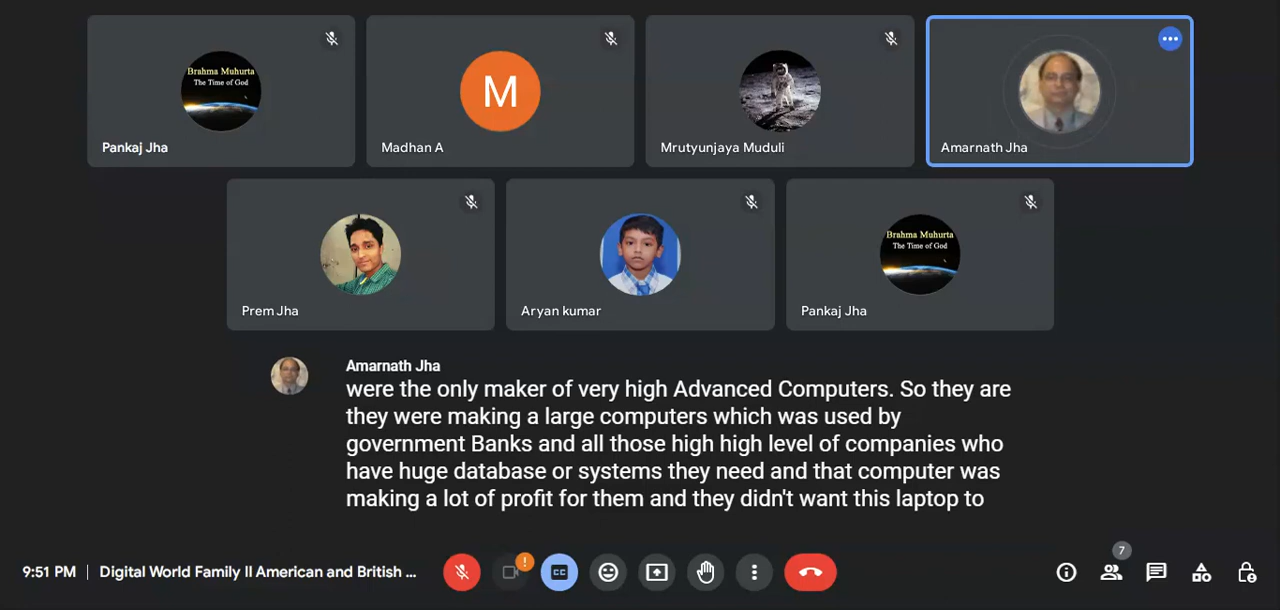 Brahma Muhurta
The Time of God
Pankaj Jha
M
Madhan A
Mrutyunjaya Muduli
Amarnath Jha
Prem Jha
Aryan kumar
Brahma Muhurta
The Time of God
Pankaj Jha
Amarnath Jha
were the only maker of very high Advanced Computers. So they are
they were making a large computers which was used by
government Banks and all those high high level of companies who
have huge database or systems they need and that computer was
making a lot of profit for them and they didn't want this laptop to
9:51 PM | Digital World Family II American and British ...
!
CC
7